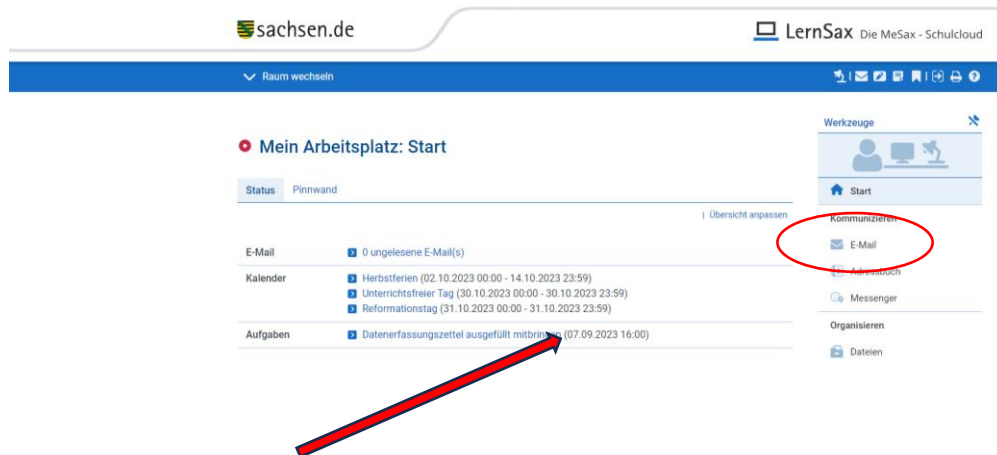 sachsen.de
LernSax Die MeSax - Schulcloud
Raum wechseln
Mein Arbeitsplatz: Start
Status Pinnwand
| Übersicht anpassen
E-Mail 0 ungelesene E-Mail(s)
Kalender Herbstferien (02.10.2023 00:00 - 14.10.2023 23:59)
Unterrichtsfreier Tag (30.10.2023 00:00 - 30.10.2023 23:59)
Reformationstag (31.10.2023 00:00 - 31.10.2023 23:59)
Aufgaben Datenerfassungszettel ausgefüllt mitbringen (07.09.2023 16:00)
Werkzeuge
Start
Kommunizieren
E-Mail
Adressbuch
Messenger
Organisieren
Dateien